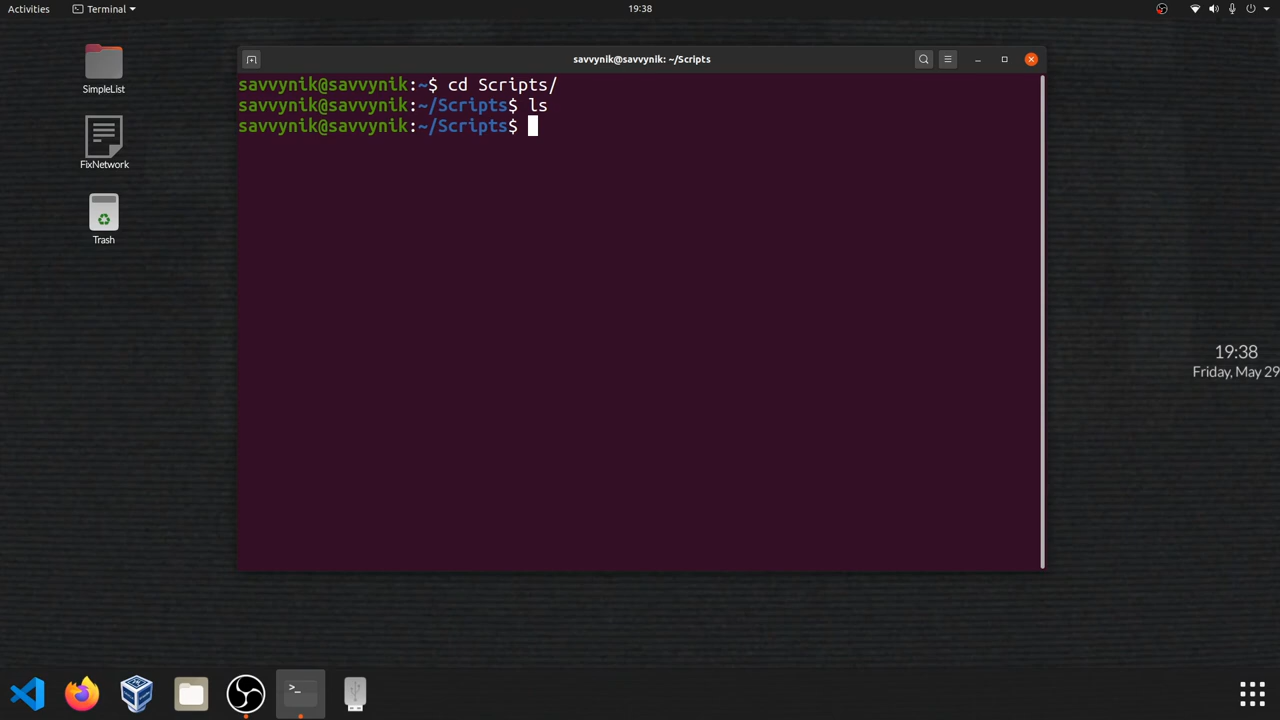 Activities
Terminal
19:38
savvynik@savvynik: ~/Scripts
savvynik@savvynik:~$ cd Scripts/
savvynik@savvynik:~/Scripts$ ls
savvynik@savvynik:~/Scripts$
SimpleList
FixNetwork
Trash
19:38
Friday, May 29
>_